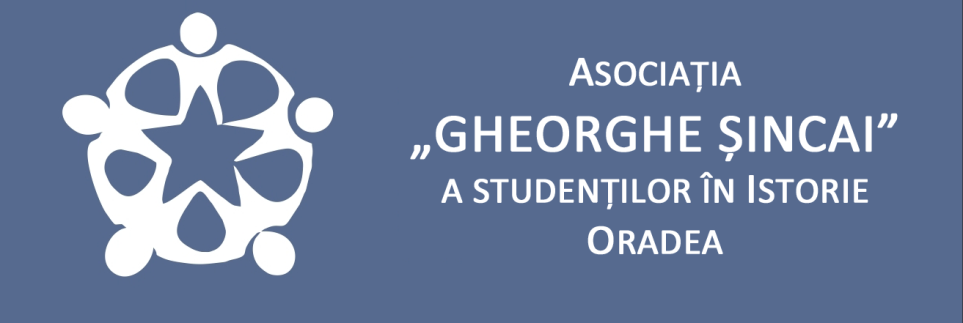 ASOCIAȚIA
„GHEORGHE ȘINCAI”
A STUDENȚILOR ÎN ISTORIE
ORADEA